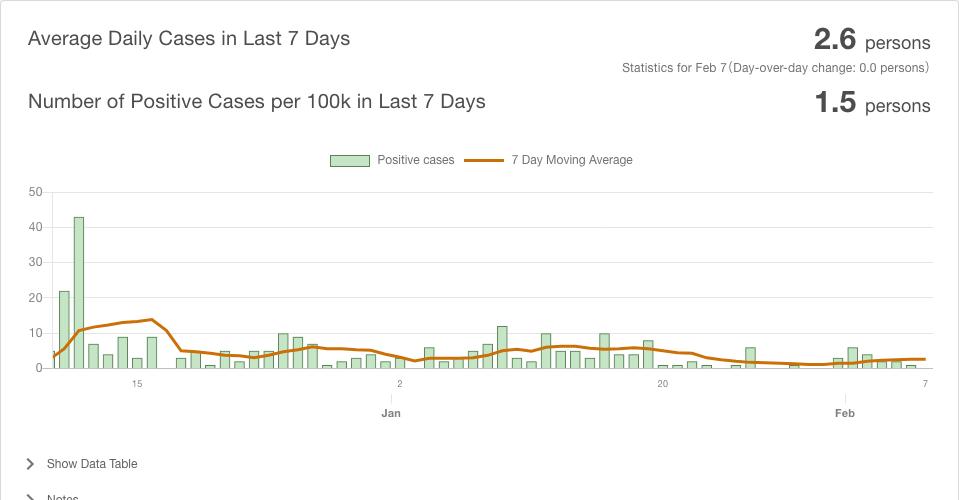 Average Daily Cases in Last 7 Days
2.6 persons
Statistics for Feb 7(Day-over-day change: 0.0 persons)
Number of Positive Cases per 100k in Last 7 Days
1.5 persons
Positive cases
7 Day Moving Average
50
40
30
20
10
0
15
2
20
7
Jan
Feb
Show Data Table
Notes